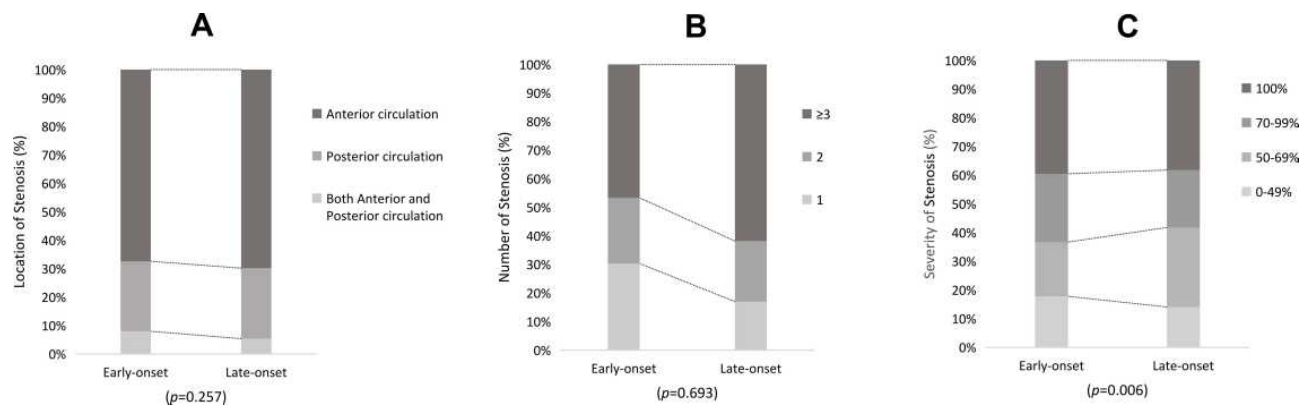 A
Location of Stenosis (%)
100%
90%
80%
70%
60%
50%
40%
30%
20%
10%
0%
Early-onset
Late-onset
(p=0.257)
Anterior circulation
Posterior circulation
Both Anterior and
Posterior circulation
B
Number of Stenosis (%)
100%
90%
80%
70%
60%
50%
40%
30%
20%
10%
0%
Early-onset
Late-onset
(p=0.693)
≥3
2
1
C
Severity of Stenosis (%)
100%
90%
80%
70%
60%
50%
40%
30%
20%
10%
0%
Early-onset
Late-onset
(p=0.006)
100%
70-99%
50-69%
0-49%